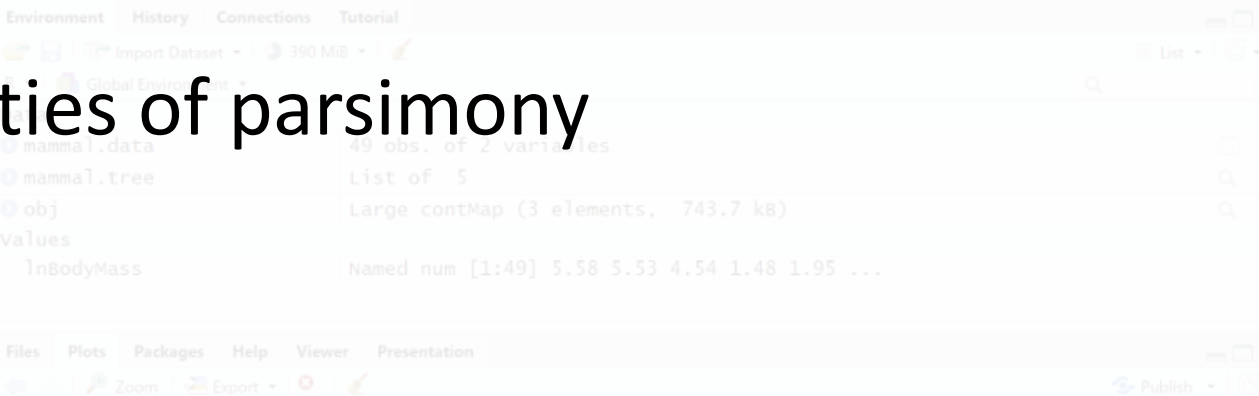 Environment History Connections Tutorial
Import Dataset 390 MiB List
Global Environment
ties of parsimony
mammal.data 49 obs. of 2 variables
mammal.tree List of 5
obj Large contMap (3 elements, 743.7 kB)
Values
lnBodyMass Named num [1:49] 5.58 5.53 4.54 1.48 1.95 ...
Files Plots Packages Help Viewer Presentation
Zoom Export Publish